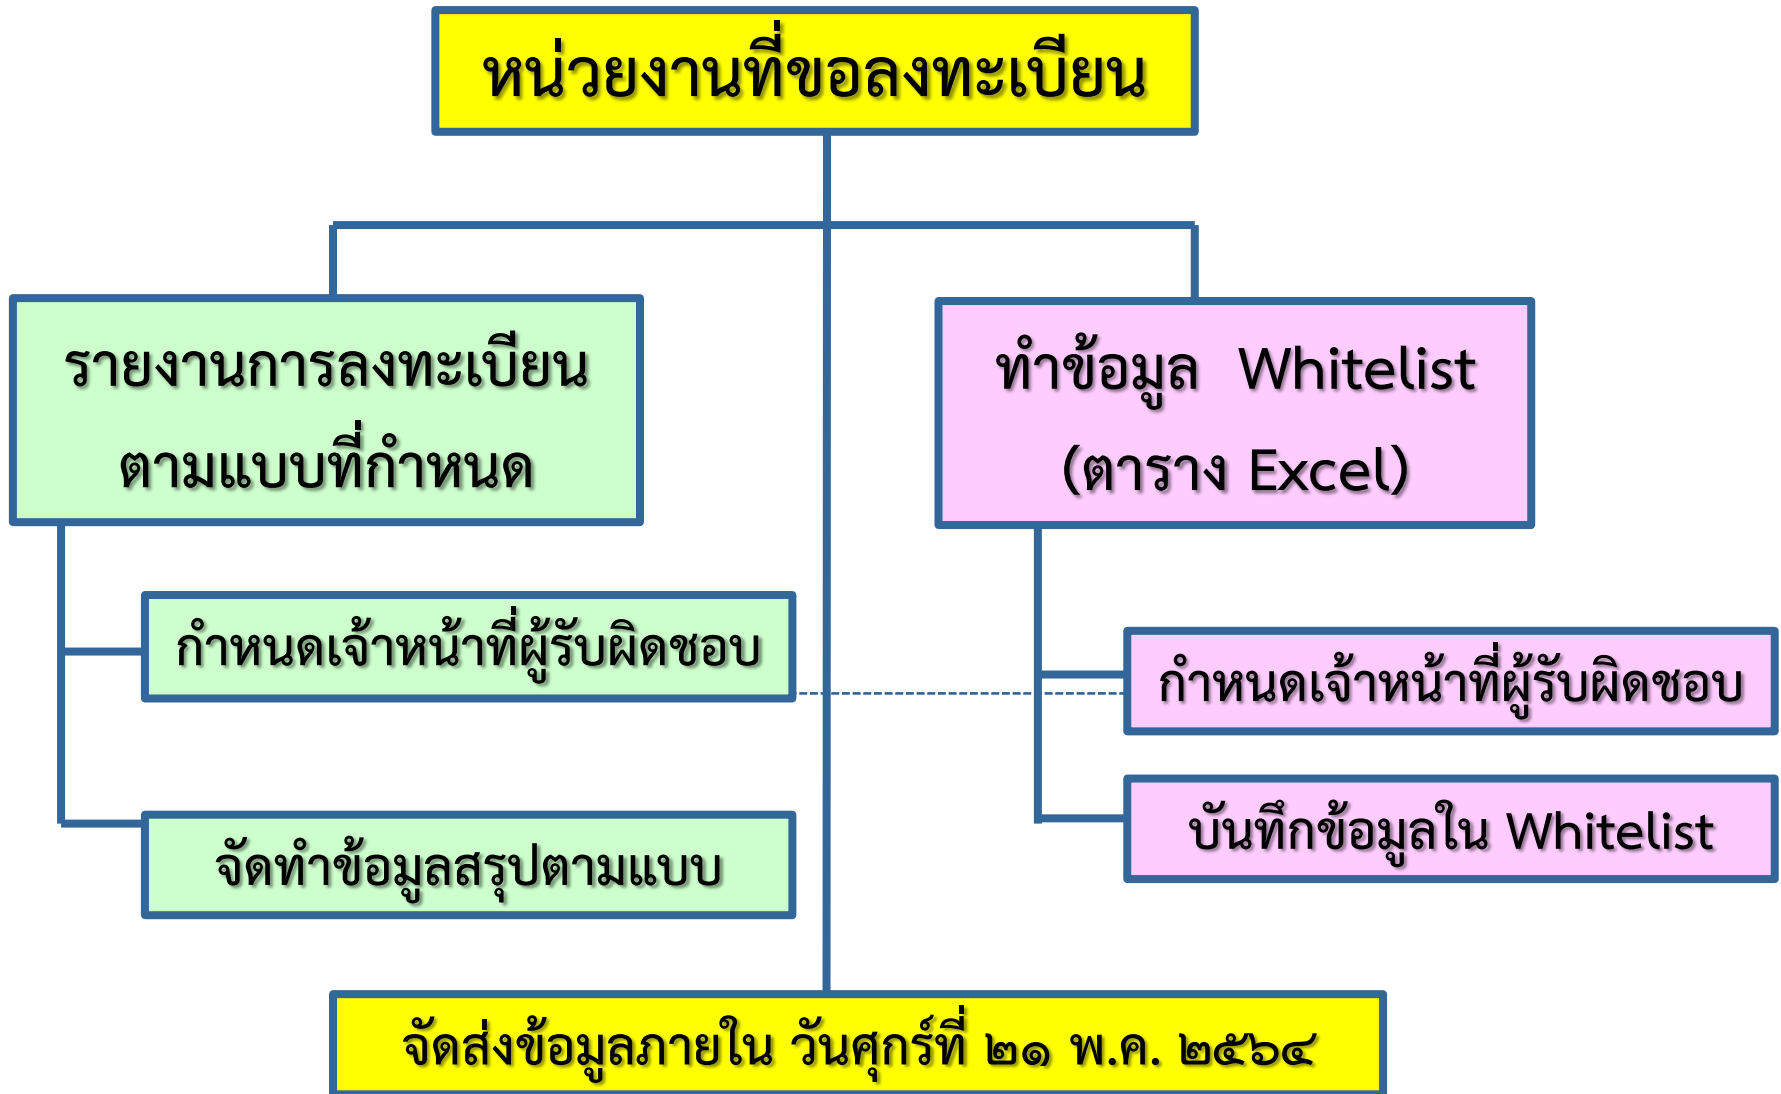 หน่วยงานที่ขอลงทะเบียน
รายงานการลงทะเบียน
ตามแบบที่กำหนด
ทำข้อมูล Whitelist
(ตาราง Excel)
กำหนดเจ้าหน้าที่ผู้รับผิดชอบ
จัดทำข้อมูลสรุปตามแบบ
กำหนดเจ้าหน้าที่ผู้รับผิดชอบ
บันทึกข้อมูลใน Whitelist
จัดส่งข้อมูลภายใน วันศุกร์ที่ ๒๑ พ.ค. ๒๕๖๔